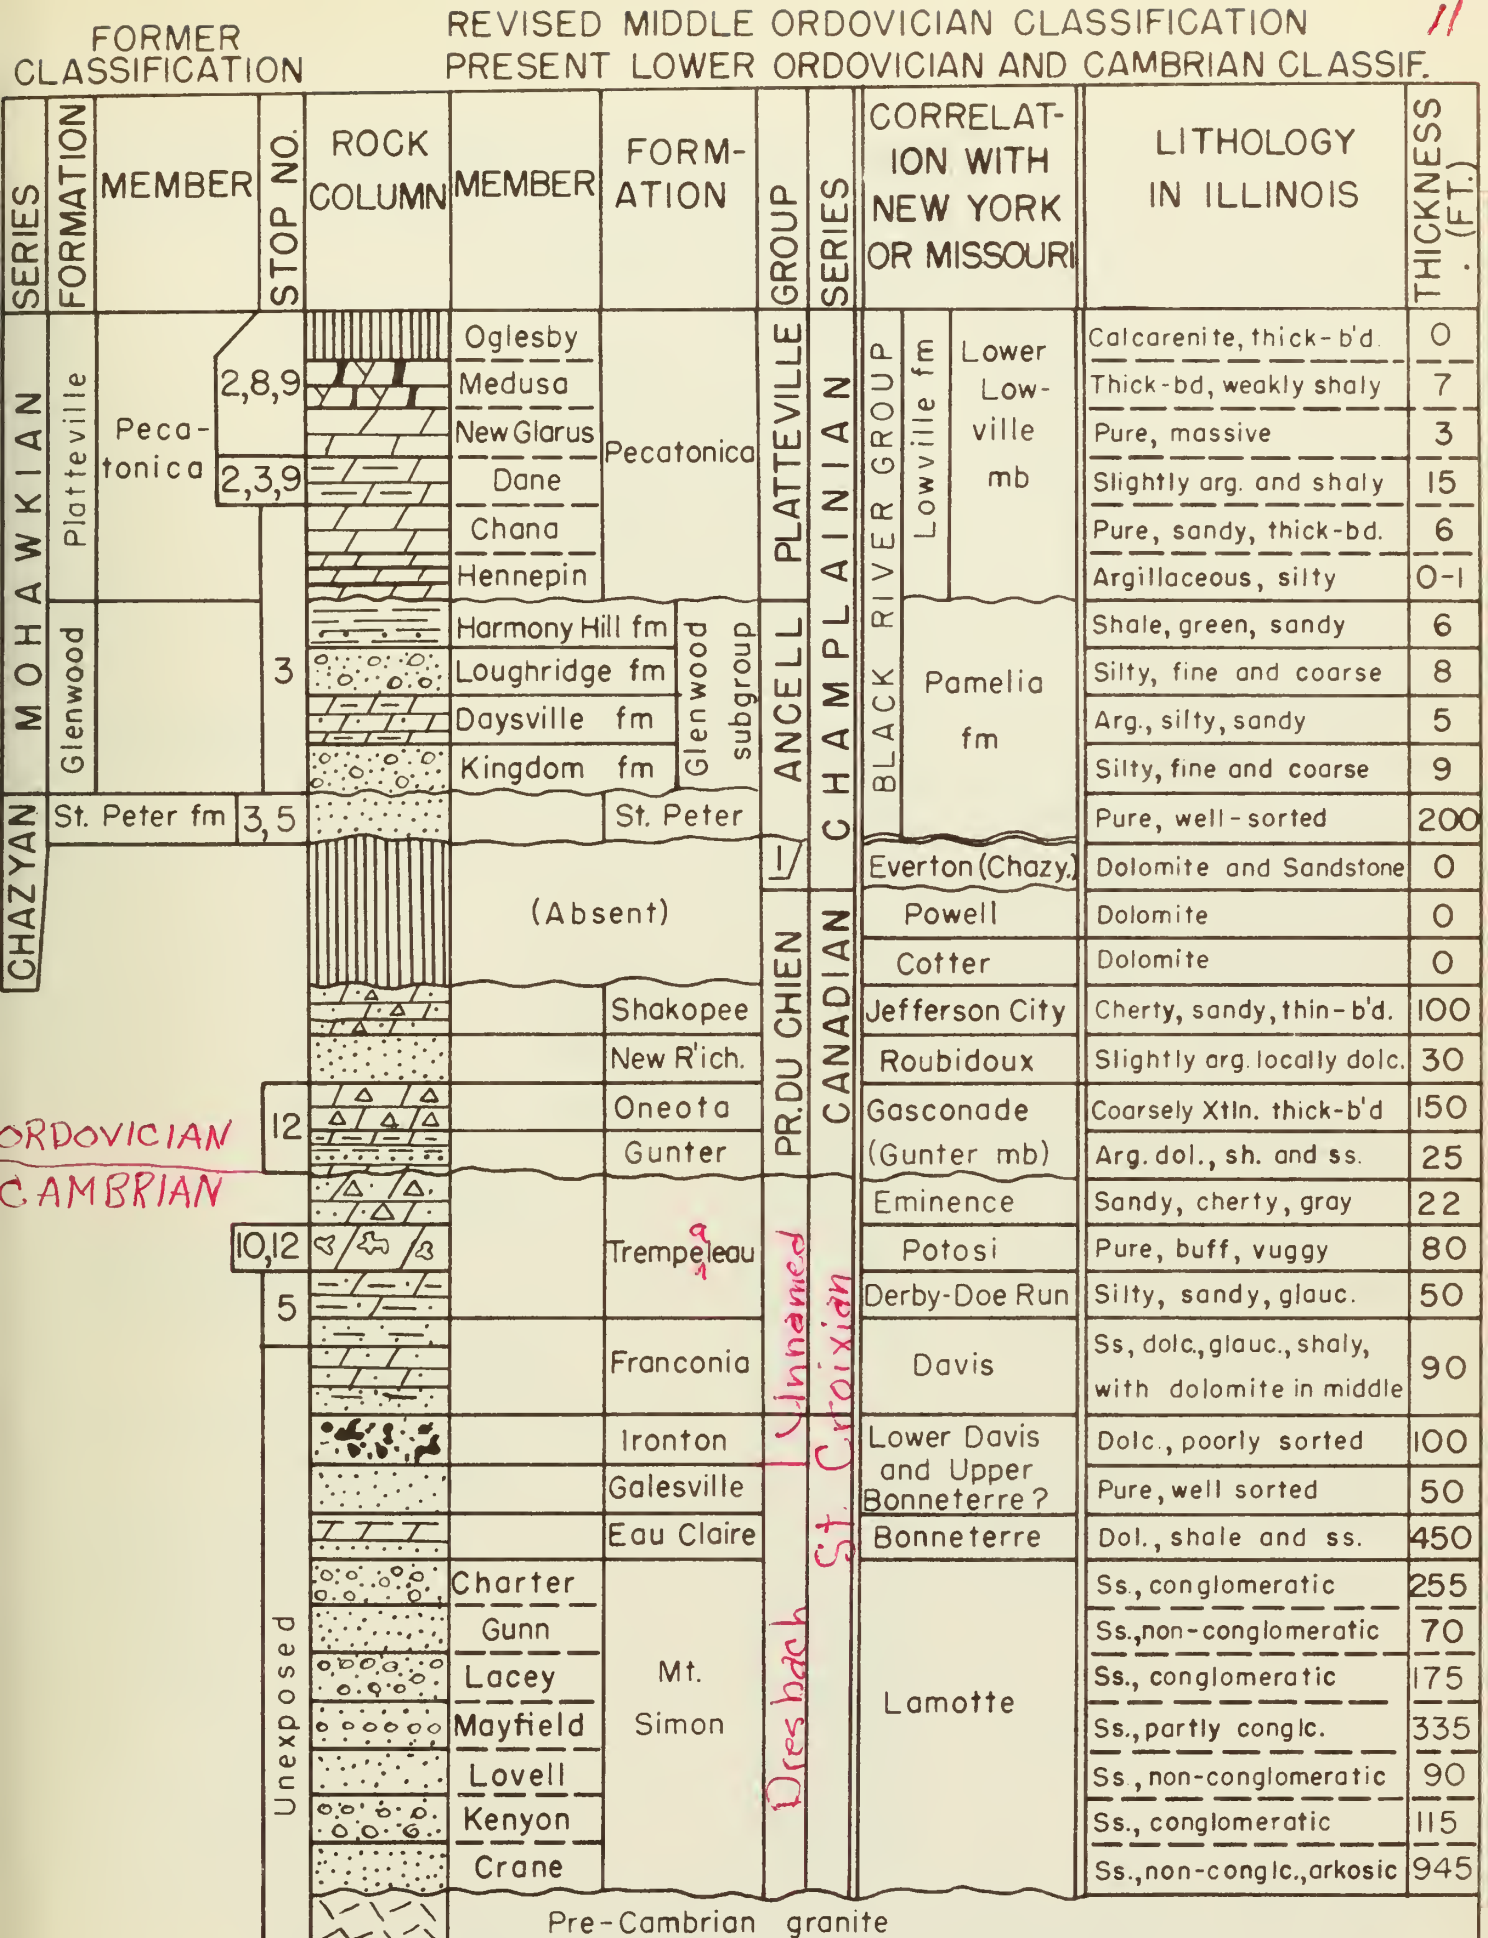 11
FORMER CLASSIFICATION
REVISED MIDDLE ORDOVICIAN CLASSIFICATION
PRESENT LOWER ORDOVICIAN AND CAMBRIAN CLASSIF.
SERIES
FORMATION
MEMBER
STOP NO.
ROCK COLUMN
MEMBER
FORM-
ATION
GROUP
SERIES
CORRELAT-
ION WITH
NEW YORK
OR MISSOURI
LITHOLOGY
IN ILLINOIS
THICKNESS
(FT.)
MOHAWKIAN
CHAZYAN
Platteville
Glenwood
St. Peter fm
Peca-
tonica
2,8,9
2,3,9
3
3,5
12
10,12
5
Unexposed
ORDOVICIAN
CAMBRIAN
Oglesby
Medusa
New Glarus
Dane
Chana
Hennepin
Harmony Hill fm
Loughridge fm
Daysville fm
Kingdom fm
Glenwood
subgroup
Pecatonica
St. Peter
(Absent)
Shakopee
New R'ich.
Oneota
Gunter
Trempeleau
a
Franconia
Ironton
Galesville
Eau Claire
Charter
Gunn
Lacey
Mayfield
Lovell
Kenyon
Crane
Mt.
Simon
Pre-Cambrian granite
PLATTEVILLE
ANCELL
PR.DU CHIEN
Unnamed
Dresbach
CHAMPLAINIAN
CANADIAN
St. Croixian
BLACK RIVER GROUP
Lowville fm
Lower
Low-
ville
mb
Pamelia
fm
Everton (Chazy.)
Powell
Cotter
Jefferson City
Roubidoux
Gasconade
(Gunter mb)
Eminence
Potosi
Derby-Doe Run
Davis
Lower Davis
and Upper
Bonneterre?
Bonneterre
Lamotte
Calcarenite, thick-b'd. 0
Thick-bd, weakly shaly 7
Pure, massive 3
Slightly arg. and shaly 15
Pure, sandy, thick-bd. 6
Argillaceous, silty 0-1
Shale, green, sandy 6
Silty, fine and coarse 8
Arg., silty, sandy 5
Silty, fine and coarse 9
Pure, well-sorted 200
Dolomite and Sandstone 0
Dolomite 0
Dolomite 0
Cherty, sandy, thin-b'd. 100
Slightly arg. locally dolc. 30
Coarsely Xtln. thick-b'd 150
Arg. dol., sh. and ss. 25
Sandy, cherty, gray 22
Pure, buff, vuggy 80
Silty, sandy, glauc. 50
Ss, dolc., glauc., shaly,
with dolomite in middle 90
Dolc., poorly sorted 100
Pure, well sorted 50
Dol., shale and ss. 450
Ss., conglomeratic 255
Ss., non-conglomeratic 70
Ss., conglomeratic 175
Ss., partly conglc. 335
Ss., non-conglomeratic 90
Ss., conglomeratic 115
Ss., non-conglc., arkosic 945